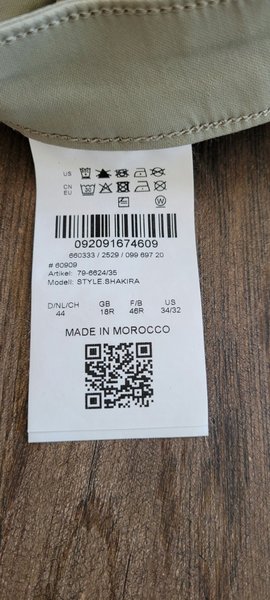 US
CN
EU
092091674609
660333 / 2529 / 099 697 20
# 60909
Artikel: 79-6624/35
Modell: STYLE.SHAKIRA
D/NL/CH GB F/B US
44 18R 46R 34/32
MADE IN MOROCCO